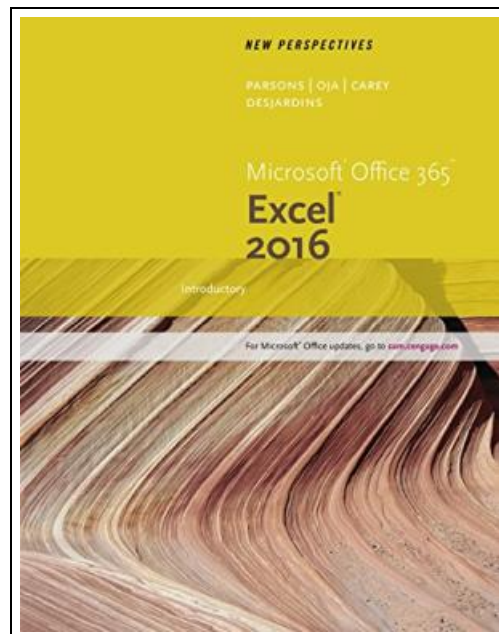 NEW PERSPECTIVES
PARSONS | OJA | CAREY
DESJARDINS
Microsoft® Office 365™
Excel®
2016
Introductory
For Microsoft® Office updates, go to sam.cengage.com